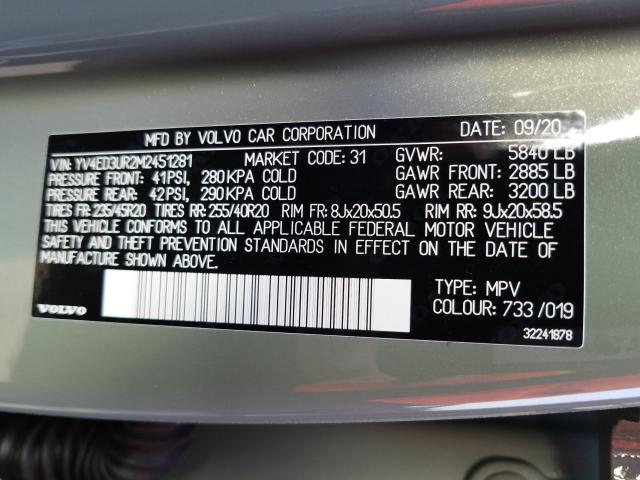 MFD BY VOLVO CAR CORPORATION DATE: 09/20
VIN: YV4ED3UR2M2451281 MARKET CODE: 31 GVWR: 5840 LB
PRESSURE FRONT: 41PSI, 280 KPA COLD GAWR FRONT: 2885 LB
PRESSURE REAR: 42PSI, 290 KPA COLD GAWR REAR: 3200 LB
TIRES FR: 235/45R20 TIRES RR: 255/40R20 RIM FR: 8Jx20x50.5 RIM RR: 9Jx20x58.5
THIS VEHICLE CONFORMS TO ALL APPLICABLE FEDERAL MOTOR VEHICLE
SAFETY AND THEFT PREVENTION STANDARDS IN EFFECT ON THE DATE OF
MANUFACTURE SHOWN ABOVE.
TYPE: MPV
COLOUR: 733 /019
VOLVO
32241878